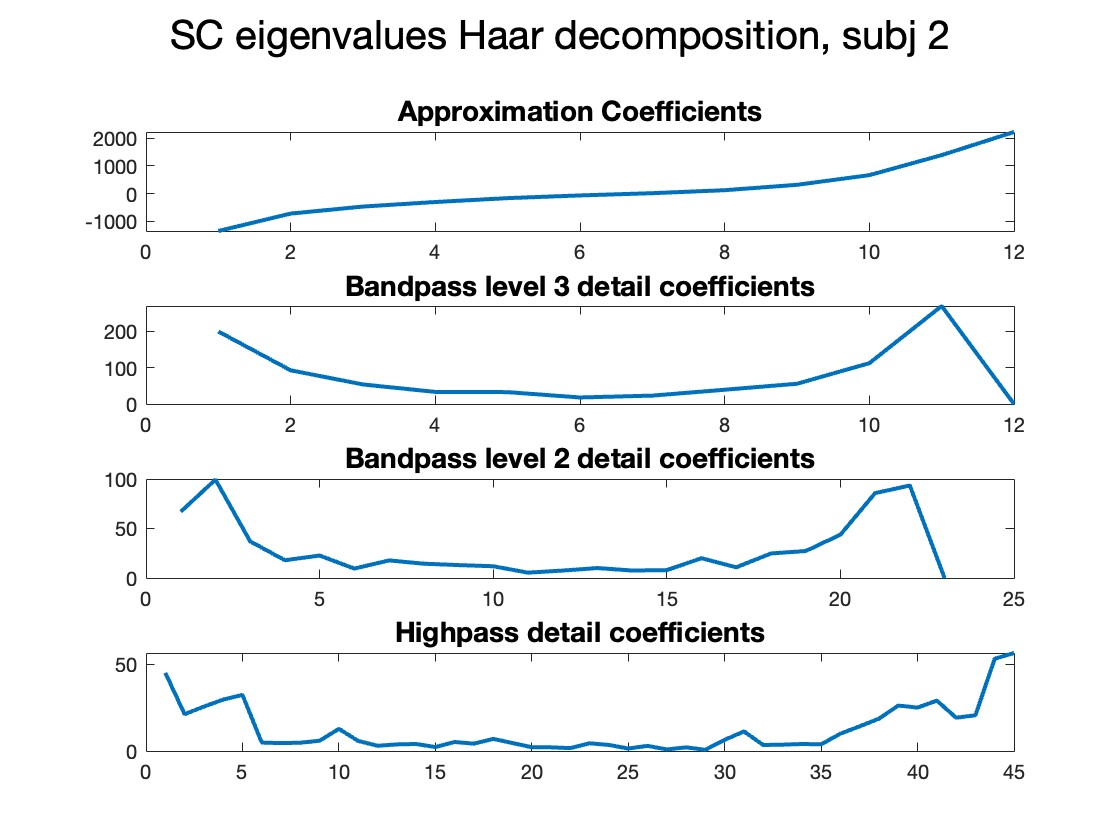 SC eigenvalues Haar decomposition, subj 2
Approximation Coefficients
2000
1000
0
-1000
0 2 4 6 8 10 12
Bandpass level 3 detail coefficients
200
100
0
0 2 4 6 8 10 12
Bandpass level 2 detail coefficients
100
50
0
0 5 10 15 20 25
Highpass detail coefficients
50
0
0 5 10 15 20 25 30 35 40 45